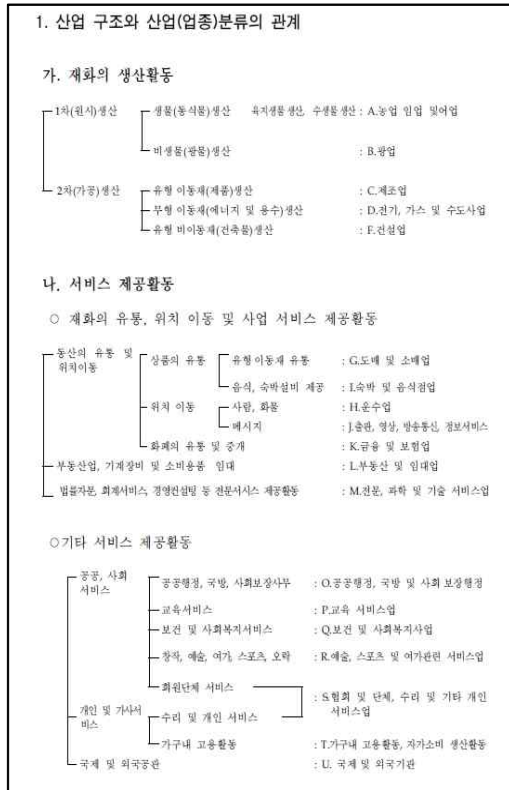 1. 산업 구조와 산업(업종)분류의 관계
가. 재화의 생산활동
1차(원시)생산 생물(동식물)생산 육지생물생산, 수생물생산 : A.농업 임업 및어업
비생물(광물)생산 : B.광업
2차(가공)생산 유형 이동재(제품)생산 : C.제조업
무형 이동재(에너지 및 용수)생산 : D.전기, 가스 및 수도사업
유형 비이동재(건축물)생산 : F.건설업
나. 서비스 제공활동
○ 재화의 유통, 위치 이동 및 사업 서비스 제공활동
동산의 유통 및
위치이동 상품의 유통 유형이동재 유통 : G.도매 및 소매업
음식, 숙박설비 제공 : I.숙박 및 음식점업
위치 이동 사람, 화물 : H.운수업
메시지 : J.출판, 영상, 방송통신, 정보서비스
화폐의 유통 및 중개 : K.금융 및 보험업
부동산업, 기계장비 및 소비용품 임대 : L.부동산 및 임대업
법률자문, 회계서비스, 경영컨설팅 등 전문서시스 제공활동 : M.전문, 과학 및 기술 서비스업
○기타 서비스 제공활동
공공, 사회
서비스 공공행정, 국방, 사회보장사무 : O.공공행정, 국방 및 사회 보장행정
교육서비스 : P.교육 서비스업
보건 및 사회복지서비스 : Q.보건 및 사회복지사업
창작, 예술, 여가, 스포츠, 오락 : R.예술, 스포츠 및 여가관련 서비스업
회원단체 서비스 : S.협회 및 단체, 수리 및 기타 개인
서비스업
개인 및 가사서
비스 수리 및 개인 서비스
가구내 고용활동 : T.가구내 고용활동, 자가소비 생산활동
국제 및 외국공관 : U. 국제 및 외국기관